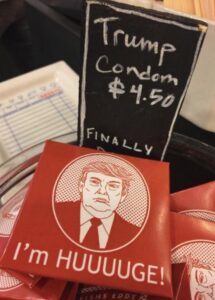 Trump
Condom
$4.50
FINALLY
I'm HUUUUGE!